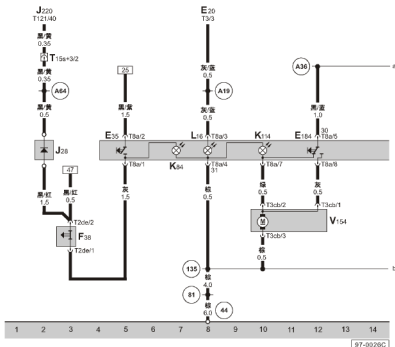 J220
T121/40
E20
T3/3
黑/黄
0.35
T15s*3/2
黑/黄
0.35
A64
黑/黄
0.5
25
黑/紫
1.5
灰/蓝
0.5
A19
灰/蓝
0.5
A36
a
黑/蓝
1.0
30
J28
E35
T8a/2
L16
T8a/3
K114
E184
T8a/5
T8a/1
K84
T8a/4
31
T8a/7
T8a/8
黑/红
1.5
47
黑/红
0.5
灰
1.5
棕
0.5
绿
0.5
灰
0.5
T2de/2
F38
T2de/1
T3cb/2
T3cb/1
M
V154
T3cb/3
棕
0.5
135
b
棕
4.0
81
44
棕
6.0
1 2 3 4 5 6 7 8 9 10 11 12 13 14
97-0026C